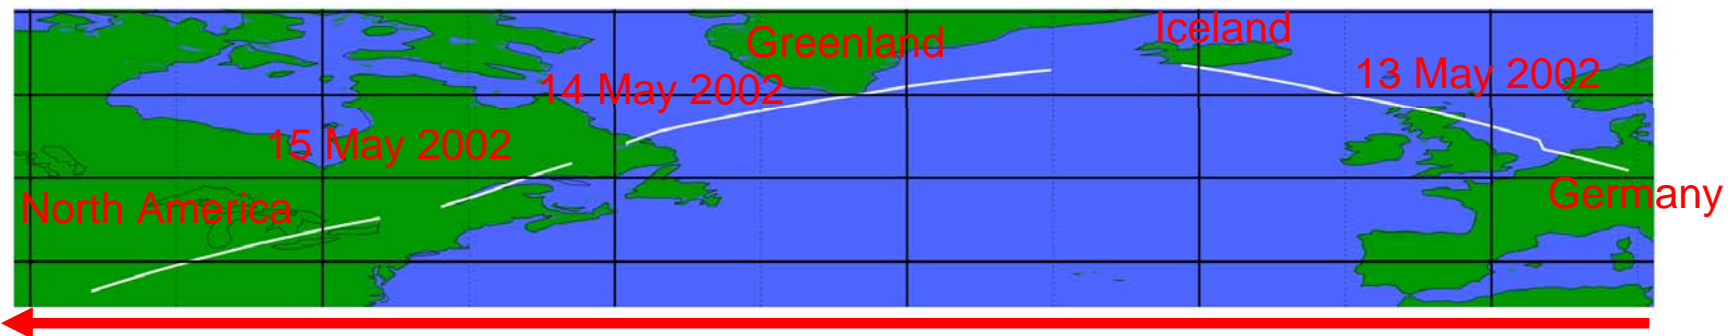 Iceland
Greenland
13 May 2002
14 May 2002
15 May 2002
Germany
North America